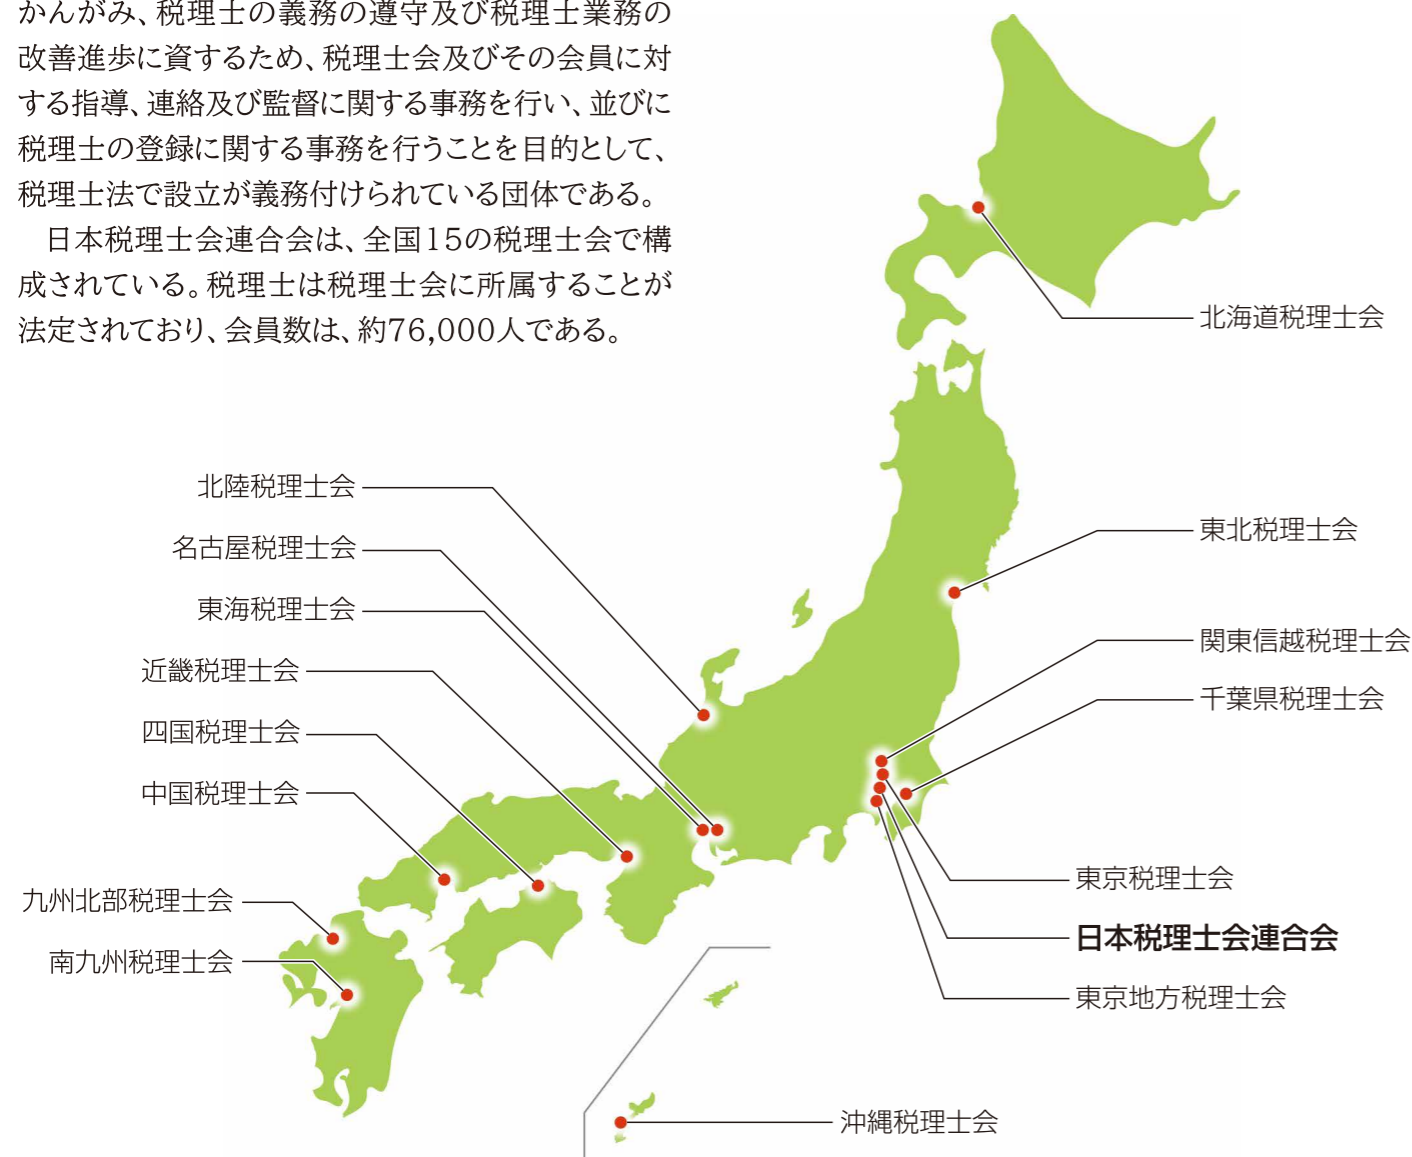 かんがみ、税理士の義務の遵守及び税理士業務の
改善進歩に資するため、税理士会及びその会員に対
する指導、連絡及び監督に関する事務を行い、並びに
税理士の登録に関する事務を行うことを目的として、
税理士法で設立が義務付けられている団体である。
日本税理士会連合会は、全国15の税理士会で構
成されている。税理士は税理士会に所属することが
法定されており、会員数は、約76,000人である。
北海道税理士会
北陸税理士会
東北税理士会
名古屋税理士会
東海税理士会
関東信越税理士会
近畿税理士会
千葉県税理士会
四国税理士会
中国税理士会
東京税理士会
九州北部税理士会
日本税理士会連合会
南九州税理士会
東京地方税理士会
沖縄税理士会